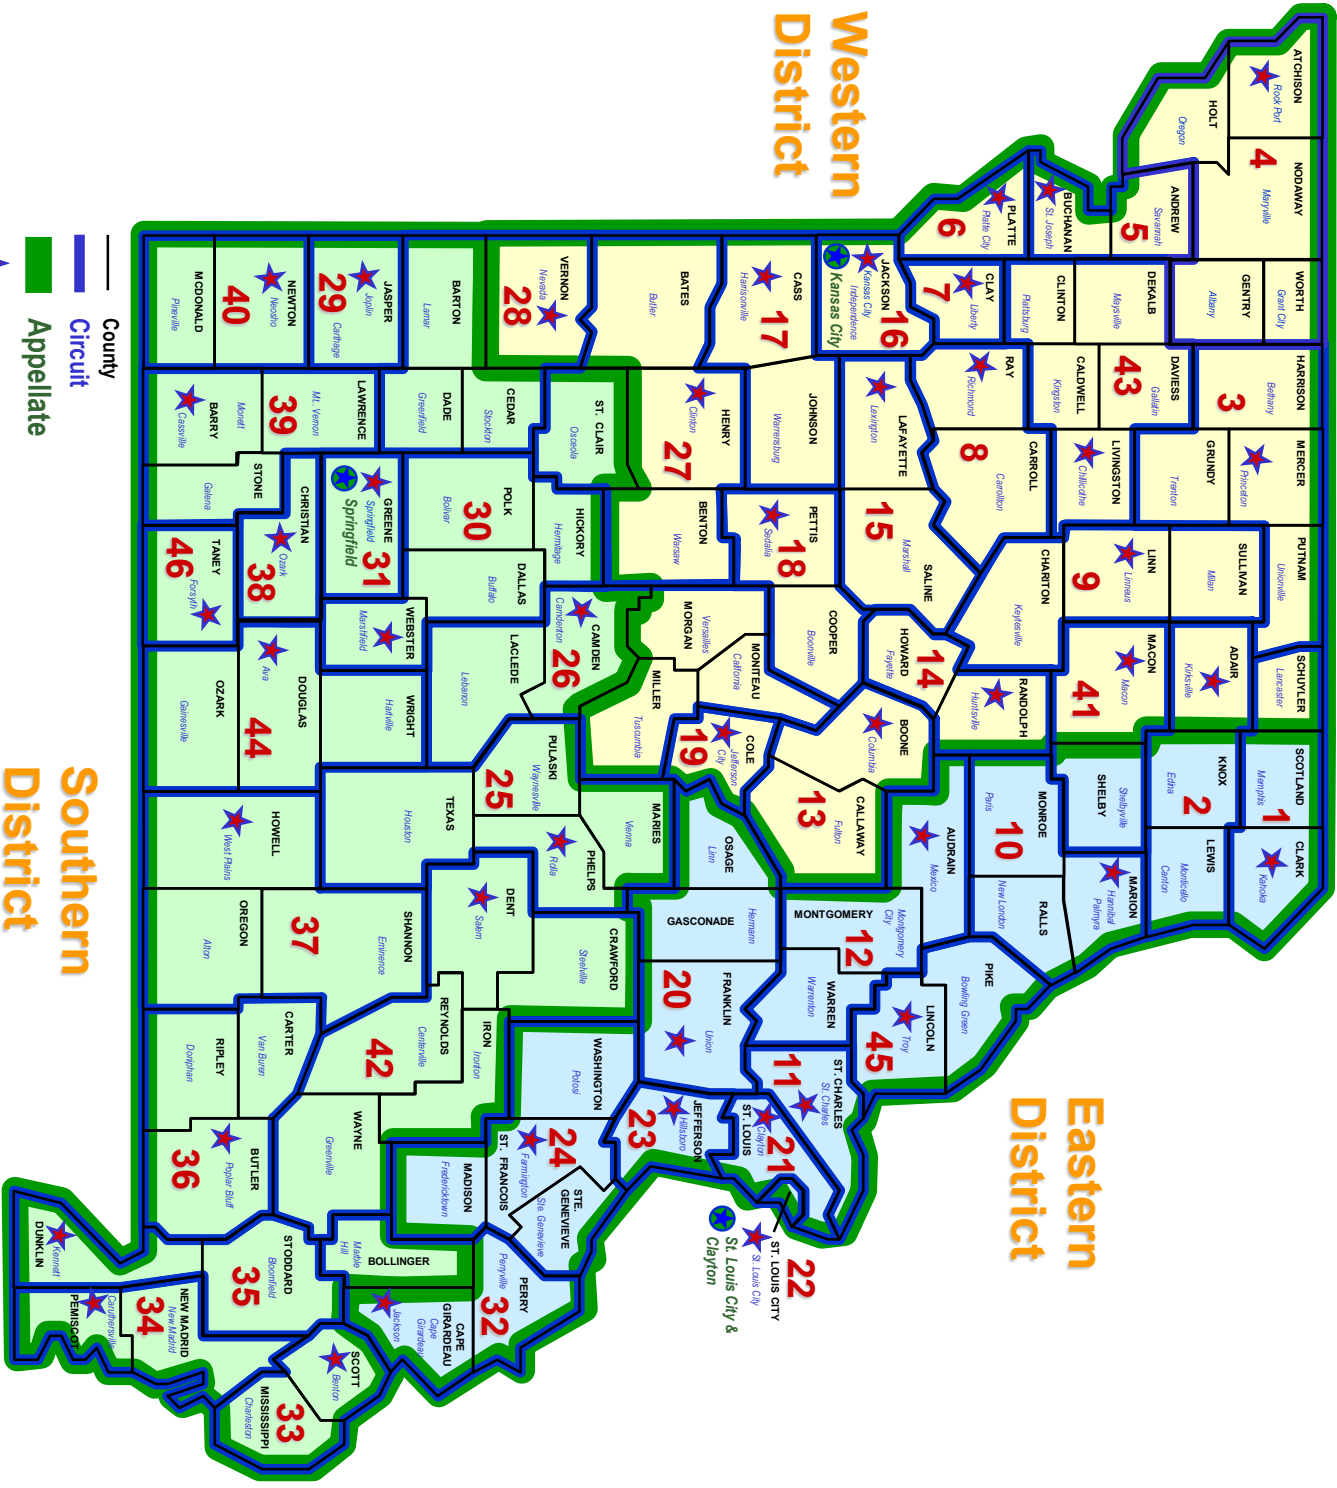 Western
District
Eastern
District
Southern
District
ATCHISON
Rock Port
HOLT
Oregon
4
NODAWAY
Maryville
ANDREW
Savannah
5
WORTH
Grant City
GENTRY
Albany
3
HARRISON
Bethany
MERCER
Princeton
GRUNDY
Trenton
PUTNAM
Unionville
SULLIVAN
Milan
SCHUYLER
Lancaster
ADAIR
Kirksville
SCOTLAND
Memphis
1
CLARK
Kahoka
KNOX
Edina
2
LEWIS
Monticello
Canton
BUCHANAN
St. Joseph
DEKALB
Maysville
43
DAVIESS
Gallatin
CLINTON
Plattsburg
CALDWELL
Kingston
LIVINGSTON
Chillicothe
LINN
Linneus
9
MACON
Macon
41
SHELBY
Shelbyville
MARION
Hannibal
Palmyra
PLATTE
Platte City
6
CLAY
Liberty
7
RAY
Richmond
CARROLL
Carrollton
8
CHARITON
Keytesville
RANDOLPH
Huntsville
MONROE
Paris
10
RALLS
New London
PIKE
Bowling Green
JACKSON
Kansas City
Independence
16
Kansas City
LAFAYETTE
Lexington
15
SALINE
Marshall
HOWARD
Fayette
14
BOONE
Columbia
AUDRAIN
Mexico
CALLAWAY
Fulton
13
MONTGOMERY
Montgomery
City
12
WARREN
Warrenton
LINCOLN
Troy
45
ST. CHARLES
St. Charles
11
CASS
Harrisonville
17
JOHNSON
Warrensburg
PETTIS
Sedalia
18
COOPER
Boonville
MONITEAU
California
MORGAN
Versailles
COLE
Jefferson
City
19
OSAGE
Linn
GASCONADE
Hermann
FRANKLIN
Union
20
ST. LOUIS
Clayton
21
22
ST. LOUIS CITY
St. Louis City
St. Louis City &
Clayton
JEFFERSON
Hillsboro
23
BATES
Butler
HENRY
Clinton
27
BENTON
Warsaw
MILLER
Tuscumbia
MARIES
Vienna
VERNON
Nevada
28
ST. CLAIR
Osceola
HICKORY
Hermitage
CAMDEN
Camdenton
26
PULASKI
Waynesville
25
PHELPS
Rolla
CRAWFORD
Steelville
WASHINGTON
Potosi
ST. FRANCOIS
Farmington
24
STE.
GENEVIEVE
Ste. Genevieve
CEDAR
Stockton
POLK
Bolivar
30
DALLAS
Buffalo
LACLEDE
Lebanon
DENT
Salem
IRON
Ironton
MADISON
Fredericktown
PERRY
Perryville
32
BARTON
Lamar
DADE
Greenfield
JASPER
Joplin
Carthage
29
LAWRENCE
Mt. Vernon
39
GREENE
Springfield
31
Springfield
WEBSTER
Marshfield
WRIGHT
Hartville
TEXAS
Houston
SHANNON
Eminence
37
REYNOLDS
Centerville
42
WAYNE
Greenville
BOLLINGER
Marble
Hill
CAPE
GIRARDEAU
Cape
Girardeau
Jackson
NEWTON
Neosho
40
MCDONALD
Pineville
BARRY
Cassville
Monett
STONE
Galena
CHRISTIAN
Ozark
38
TANEY
Forsyth
46
DOUGLAS
Ava
44
OZARK
Gainesville
HOWELL
West Plains
OREGON
Alton
CARTER
Van Buren
RIPLEY
Doniphan
BUTLER
Poplar Bluff
36
STODDARD
Bloomfield
35
SCOTT
Benton
33
MISSISSIPPI
Charleston
NEW MADRID
New Madrid
34
DUNKLIN
Kennett
PEMISCOT
Caruthersville
County
Circuit
Appellate